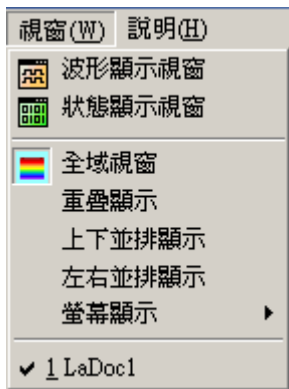 視窗(W) 說明(H)
波形顯示視窗
狀態顯示視窗
全域視窗
重疊顯示
上下並排顯示
左右並排顯示
螢幕顯示
1 LaDoc1